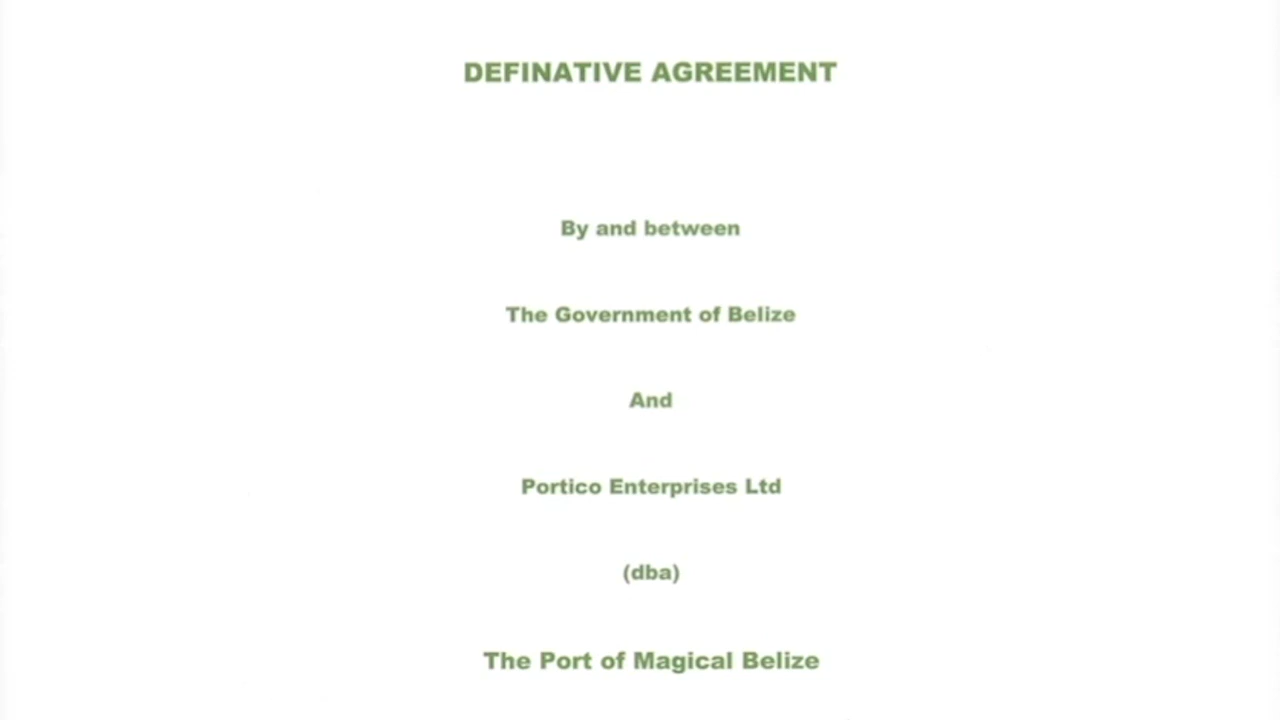 DEFINATIVE AGREEMENT
By and between
The Government of Belize
And
Portico Enterprises Ltd
(dba)
The Port of Magical Belize